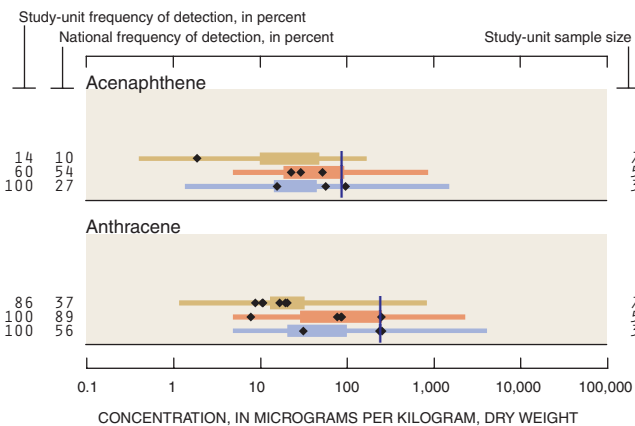 Study-unit frequency of detection, in percent
National frequency of detection, in percent
Study-unit sample size
Acenaphthene
14 10
60 54
100 27
Anthracene
86 37
100 89
100 56
0.1 1 10 100 1,000 10,000 100,000
CONCENTRATION, IN MICROGRAMS PER KILOGRAM, DRY WEIGHT